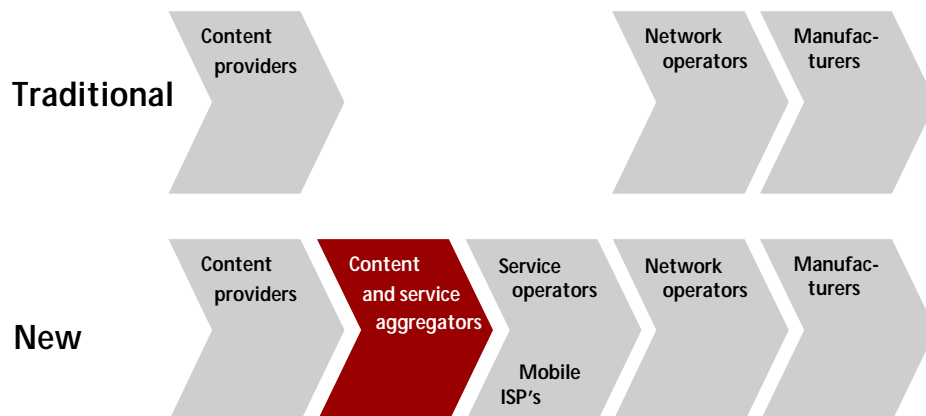 Content
providers
Network
operators
Manufac-
turers
Traditional
Content
providers
Content
and service
aggregators
Service
operators
Mobile
ISP's
Network
operators
Manufac-
turers
New